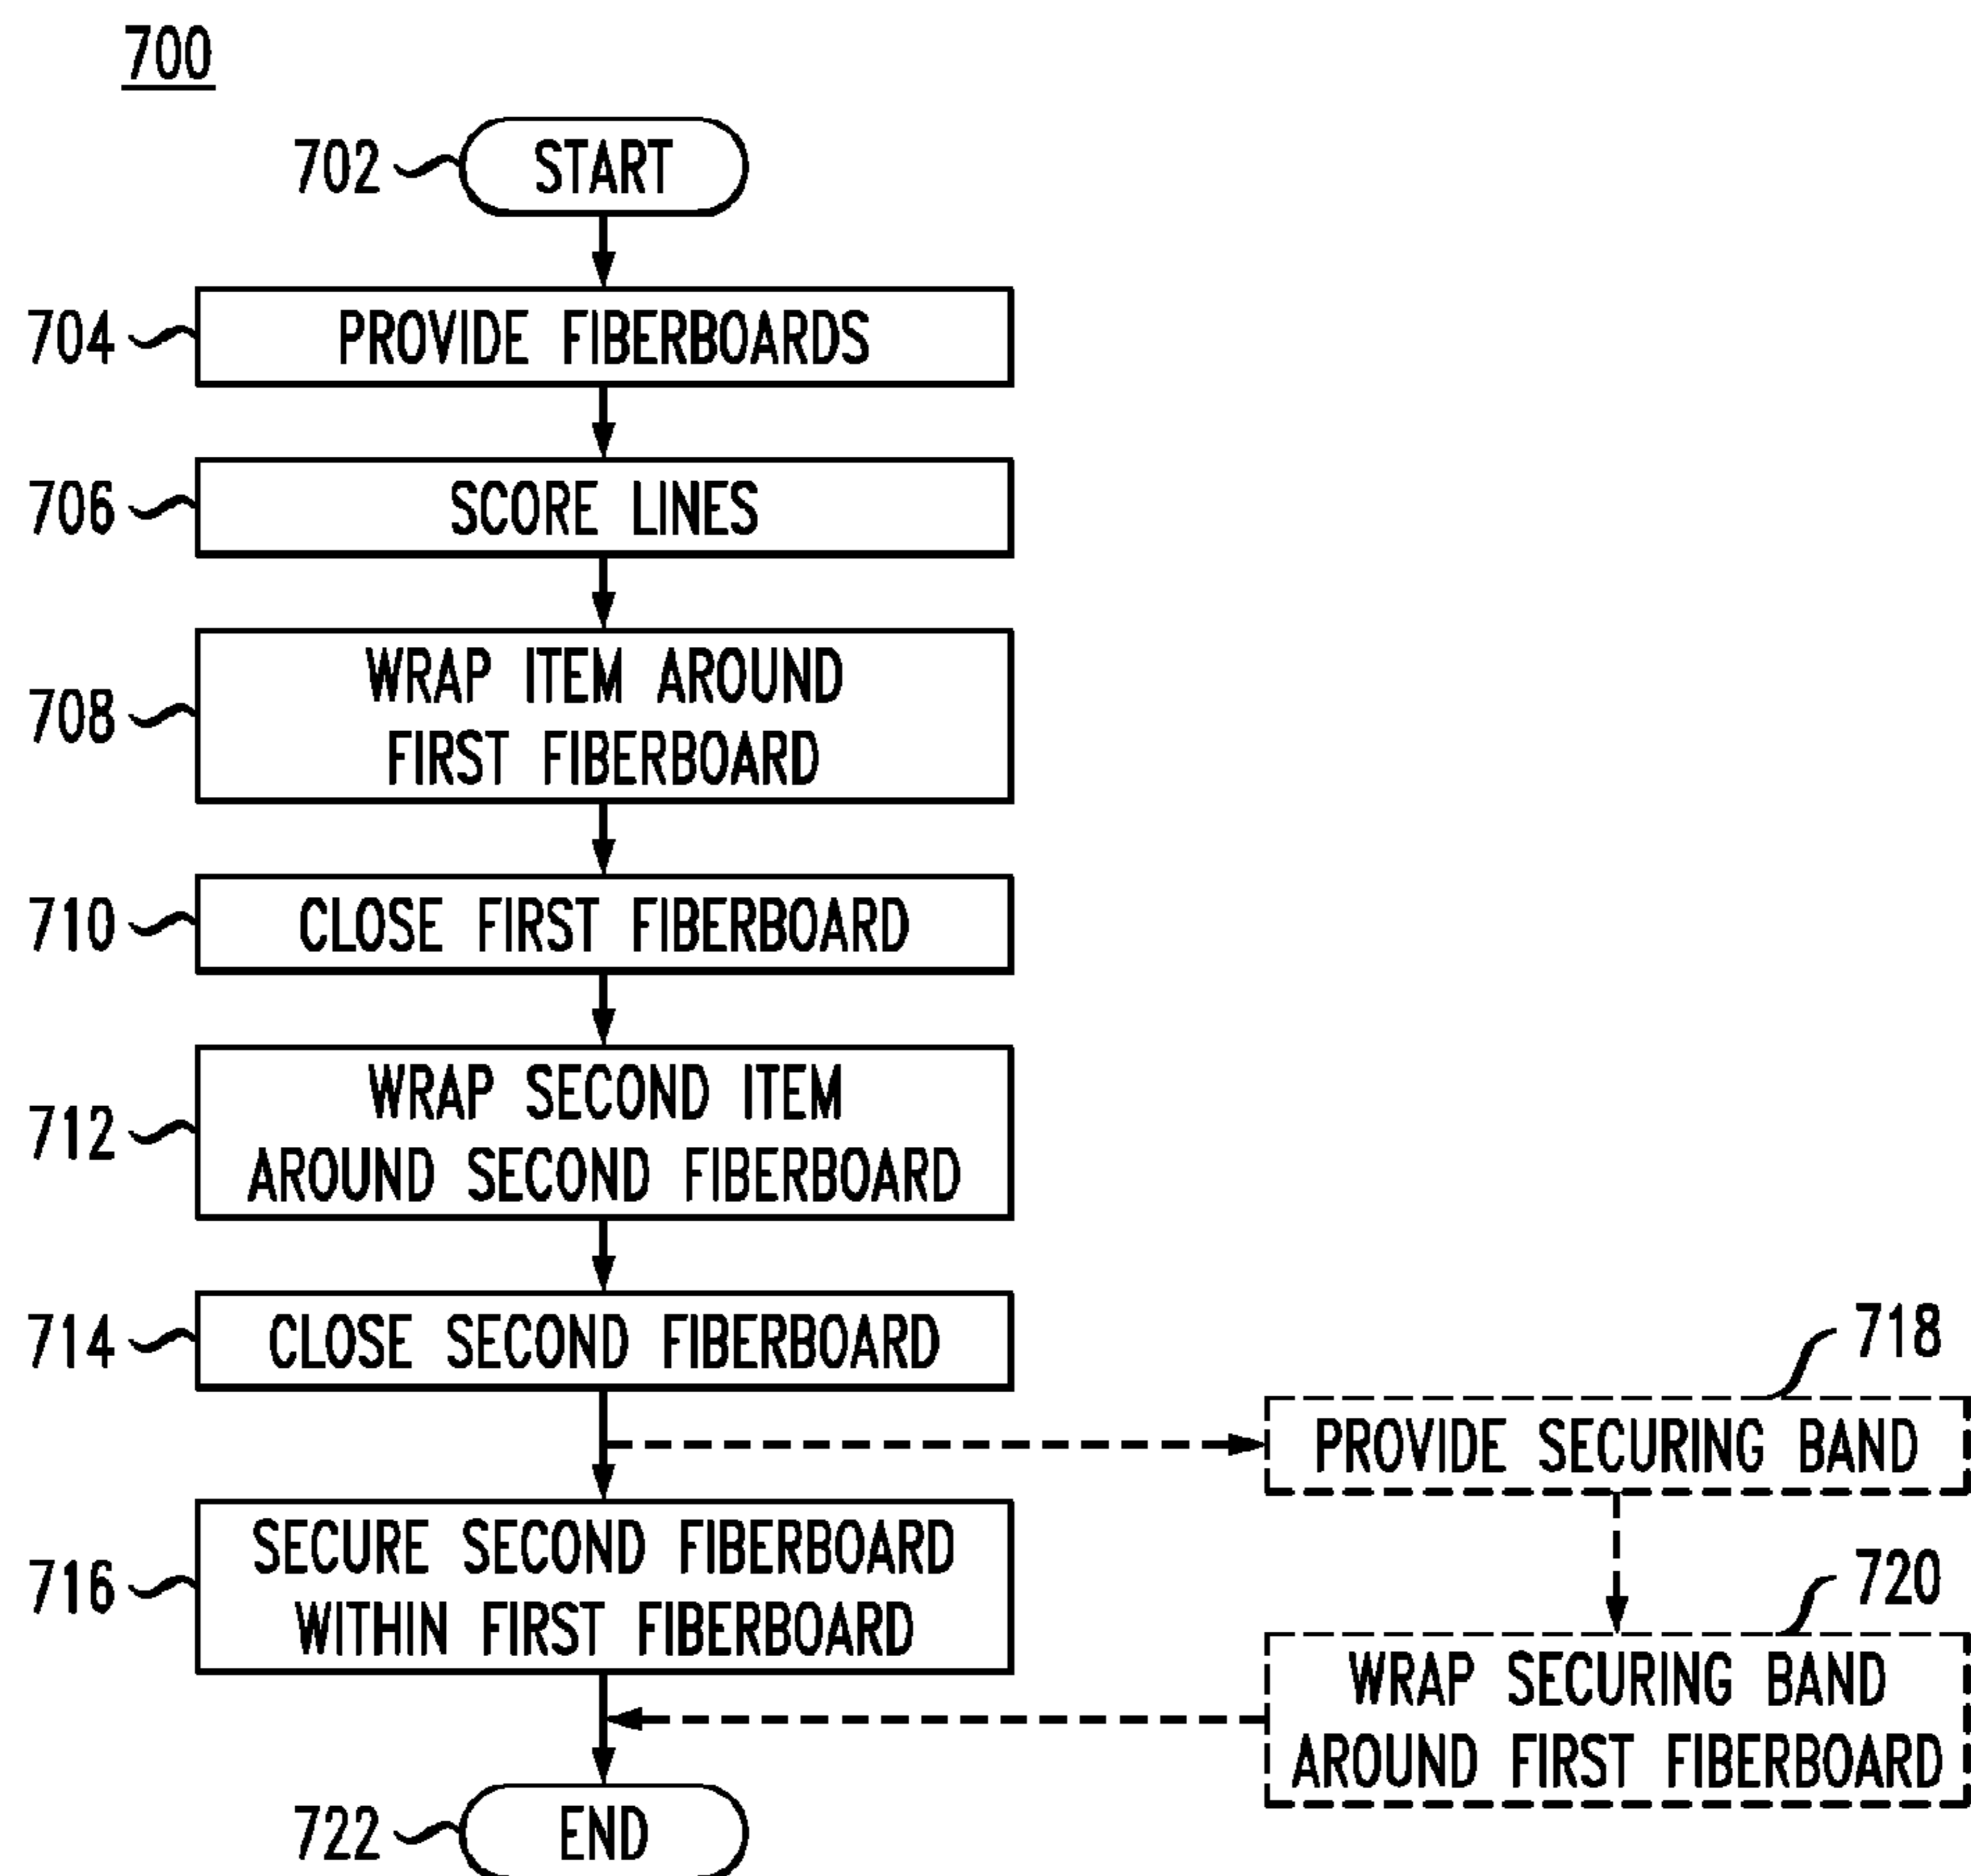 700
702
START
704
PROVIDE FIBERBOARDS
706
SCORE LINES
708
WRAP ITEM AROUND
FIRST FIBERBOARD
710
CLOSE FIRST FIBERBOARD
712
WRAP SECOND ITEM
AROUND SECOND FIBERBOARD
714
CLOSE SECOND FIBERBOARD
716
SECURE SECOND FIBERBOARD
WITHIN FIRST FIBERBOARD
718
PROVIDE SECURING BAND
720
WRAP SECURING BAND
AROUND FIRST FIBERBOARD
722
END